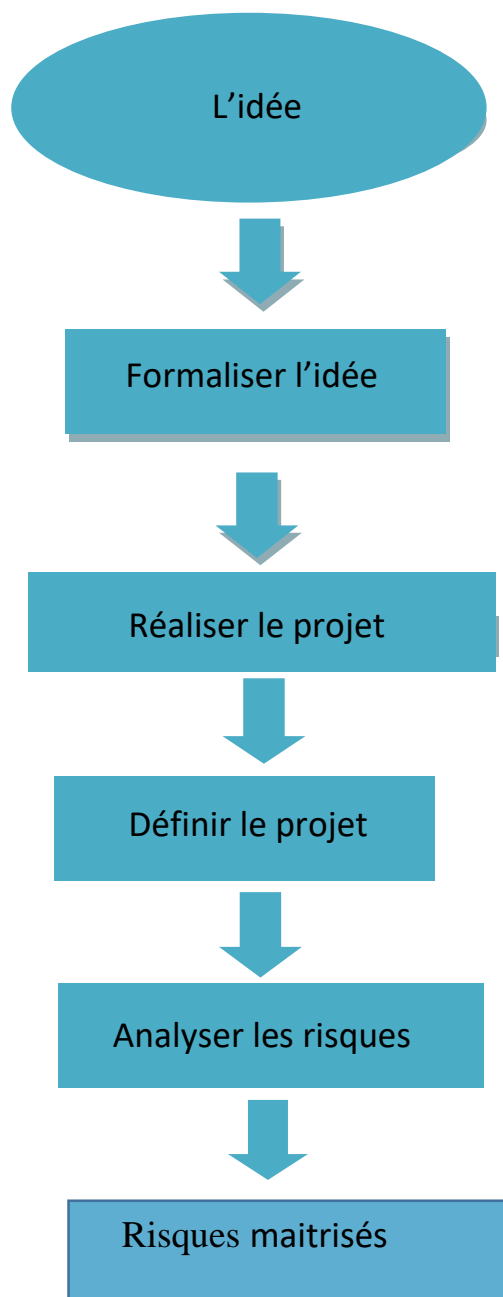 L’idée
Formaliser l’idée
Réaliser le projet
Définir le projet
Analyser les risques
Risques maitrisés